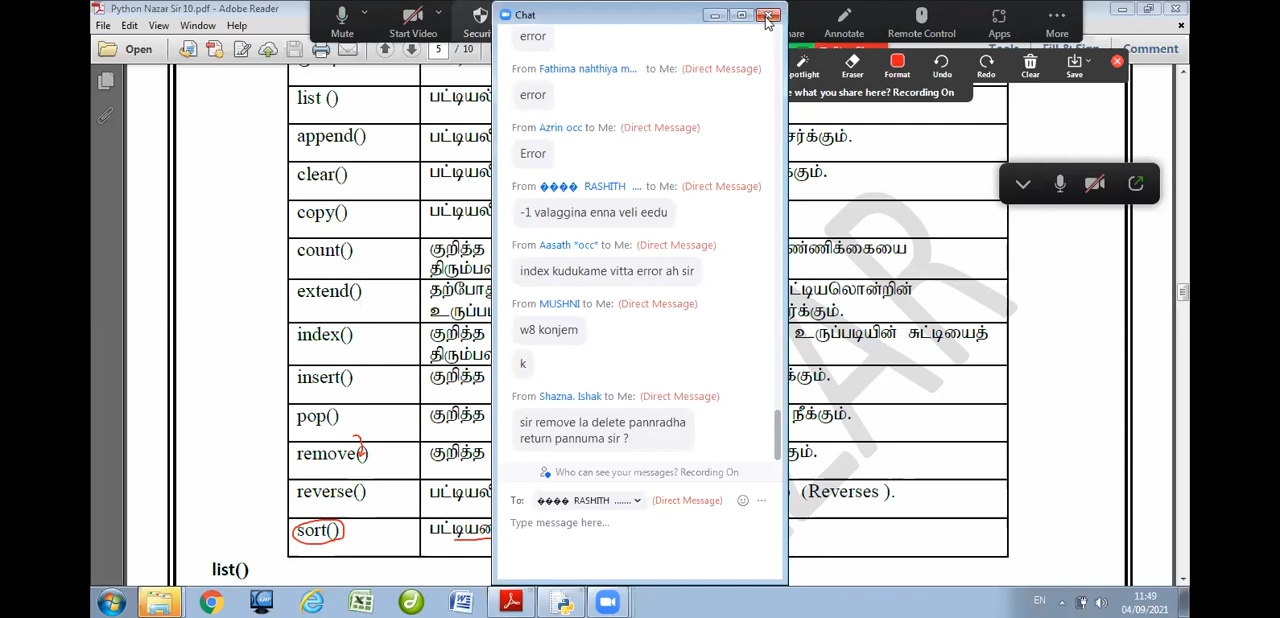 Python Nazar Sir 10.pdf - Adobe Reader
File Edit View Window Help
Open
5 / 10
Mute
Start Video
Annotate
Remote Control
Apps
More
Eraser
Format
Undo
Redo
Clear
Save
what you share here? Recording On
Comment
Chat
error
From Fathima nahthiya m... to Me: (Direct Message)
error
From Azrin occ to Me: (Direct Message)
Error
From ���� RASHITH .... to Me: (Direct Message)
-1 valaggina enna veli eedu
From Aasath *occ* to Me: (Direct Message)
index kudukame vitta error ah sir
From MUSHNI to Me: (Direct Message)
w8 konjem
k
From Shazna. Ishak to Me: (Direct Message)
sir remove la delete pannradha
return pannuma sir ?
Who can see your messages? Recording On
To: ���� RASHITH ....... (Direct Message)
Type message here...
list ()
append()
clear()
copy()
count() குறித்த
extend()
index() குறித்த உருப்படியின் சுட்டியைத்
insert() குறித்த
pop() குறித்த நீக்கும்.
remove() குறித்த
reverse() (Reverses ).
sort()
list()
EN
11:49
04/09/2021